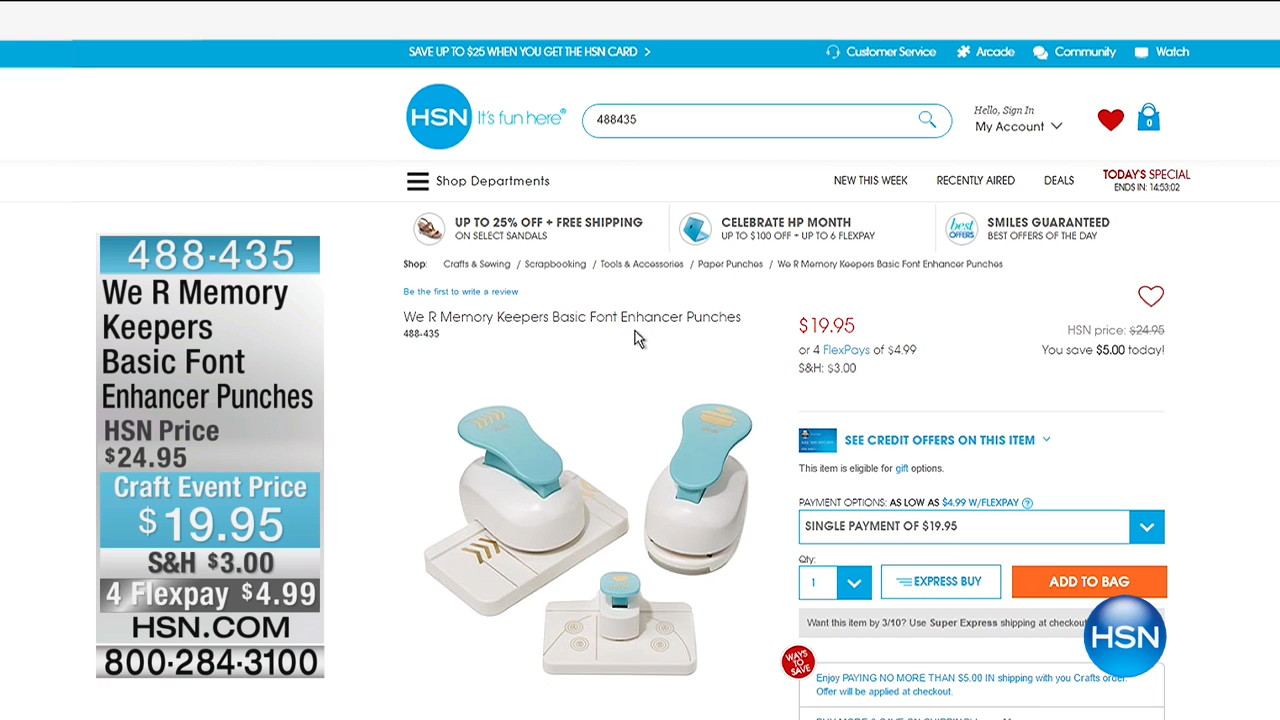 SAVE UP TO $25 WHEN YOU GET THE HSN CARD >
Customer Service
Arcade
Community
Watch
HSN It's fun here®
488435
Hello, Sign In
My Account
0
Shop Departments
NEW THIS WEEK
RECENTLY AIRED
DEALS
TODAY'S SPECIAL
ENDS IN: 14:53:02
UP TO 25% OFF + FREE SHIPPING
ON SELECT SANDALS
CELEBRATE HP MONTH
UP TO $100 OFF + UP TO 6 FLEXPAY
best
OFFERS
SMILES GUARANTEED
BEST OFFERS OF THE DAY
Shop: Crafts & Sewing / Scrapbooking / Tools & Accessories / Paper Punches / We R Memory Keepers Basic Font Enhancer Punches
Be the first to write a review
We R Memory Keepers Basic Font Enhancer Punches
488-435
$19.95
HSN price: $24.95
or 4 FlexPays of $4.99
You save $5.00 today!
S&H: $3.00
SEE CREDIT OFFERS ON THIS ITEM
This item is eligible for gift options.
PAYMENT OPTIONS: AS LOW AS $4.99 W/FLEXPAY ?
SINGLE PAYMENT OF $19.95
Qty:
1
EXPRESS BUY
ADD TO BAG
Want this item by 3/10? Use Super Express shipping at checkout
HSN
WAYS
TO
SAVE
Enjoy PAYING NO MORE THAN $5.00 IN shipping with you Crafts order.
Offer will be applied at checkout.
488-435
We R Memory
Keepers
Basic Font
Enhancer Punches
HSN Price
$24.95
Craft Event Price
$19.95
S&H $3.00
4 Flexpay $4.99
HSN.COM
800-284-3100